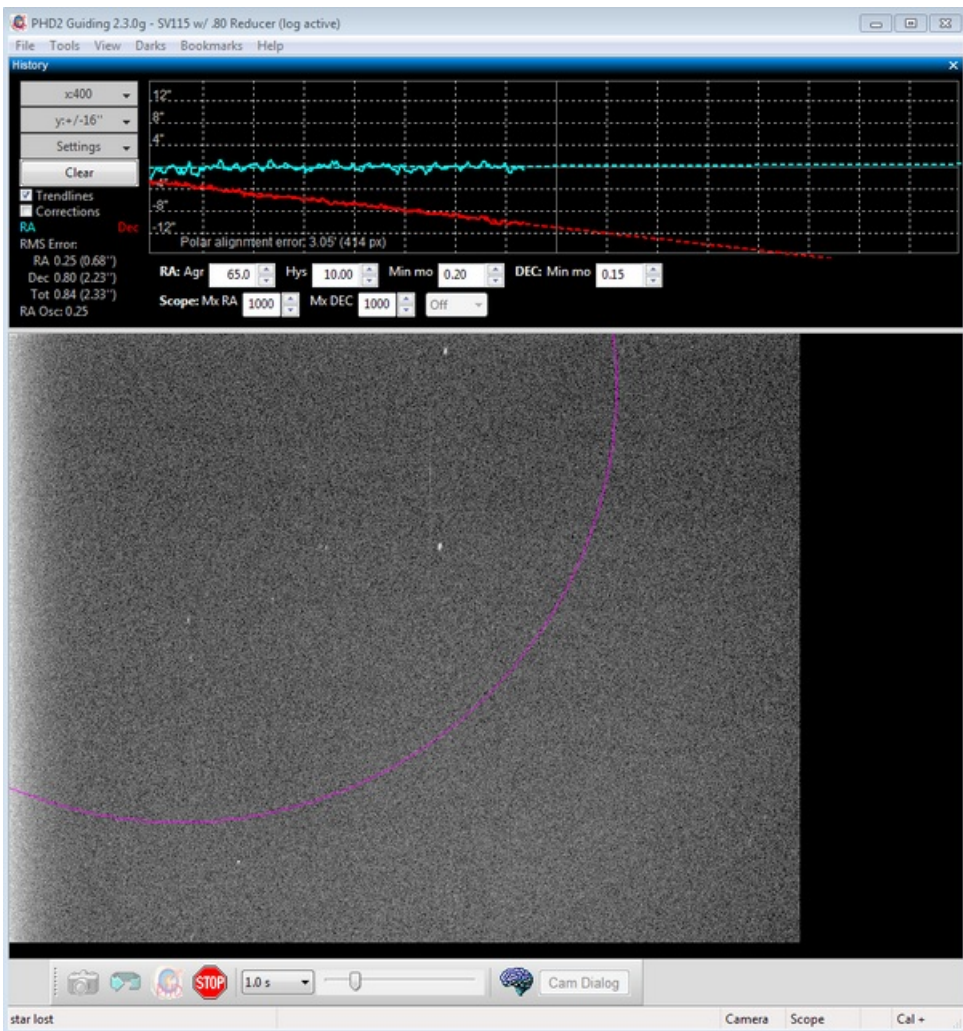 PHD2 Guiding 2.3.0g - SV115 w/ .80 Reducer (log active)
File Tools View Darks Bookmarks Help
History
x:400
y:+/-16"
Settings
Clear
Trendlines
Corrections
RA Dec
RMS Error:
RA 0.25 (0.68")
Dec 0.80 (2.23")
Tot 0.84 (2.33")
RA Osc: 0.25
12"
8"
4"
-4"
-8"
-12"
Polar alignment error: 3.05' (414 px)
RA: Agr 65.0 Hys 10.00 Min mo 0.20 DEC: Min mo 0.15
Scope: Mx RA 1000 Mx DEC 1000 Off
STOP 1.0 s Cam Dialog
star lost Camera Scope Cal +